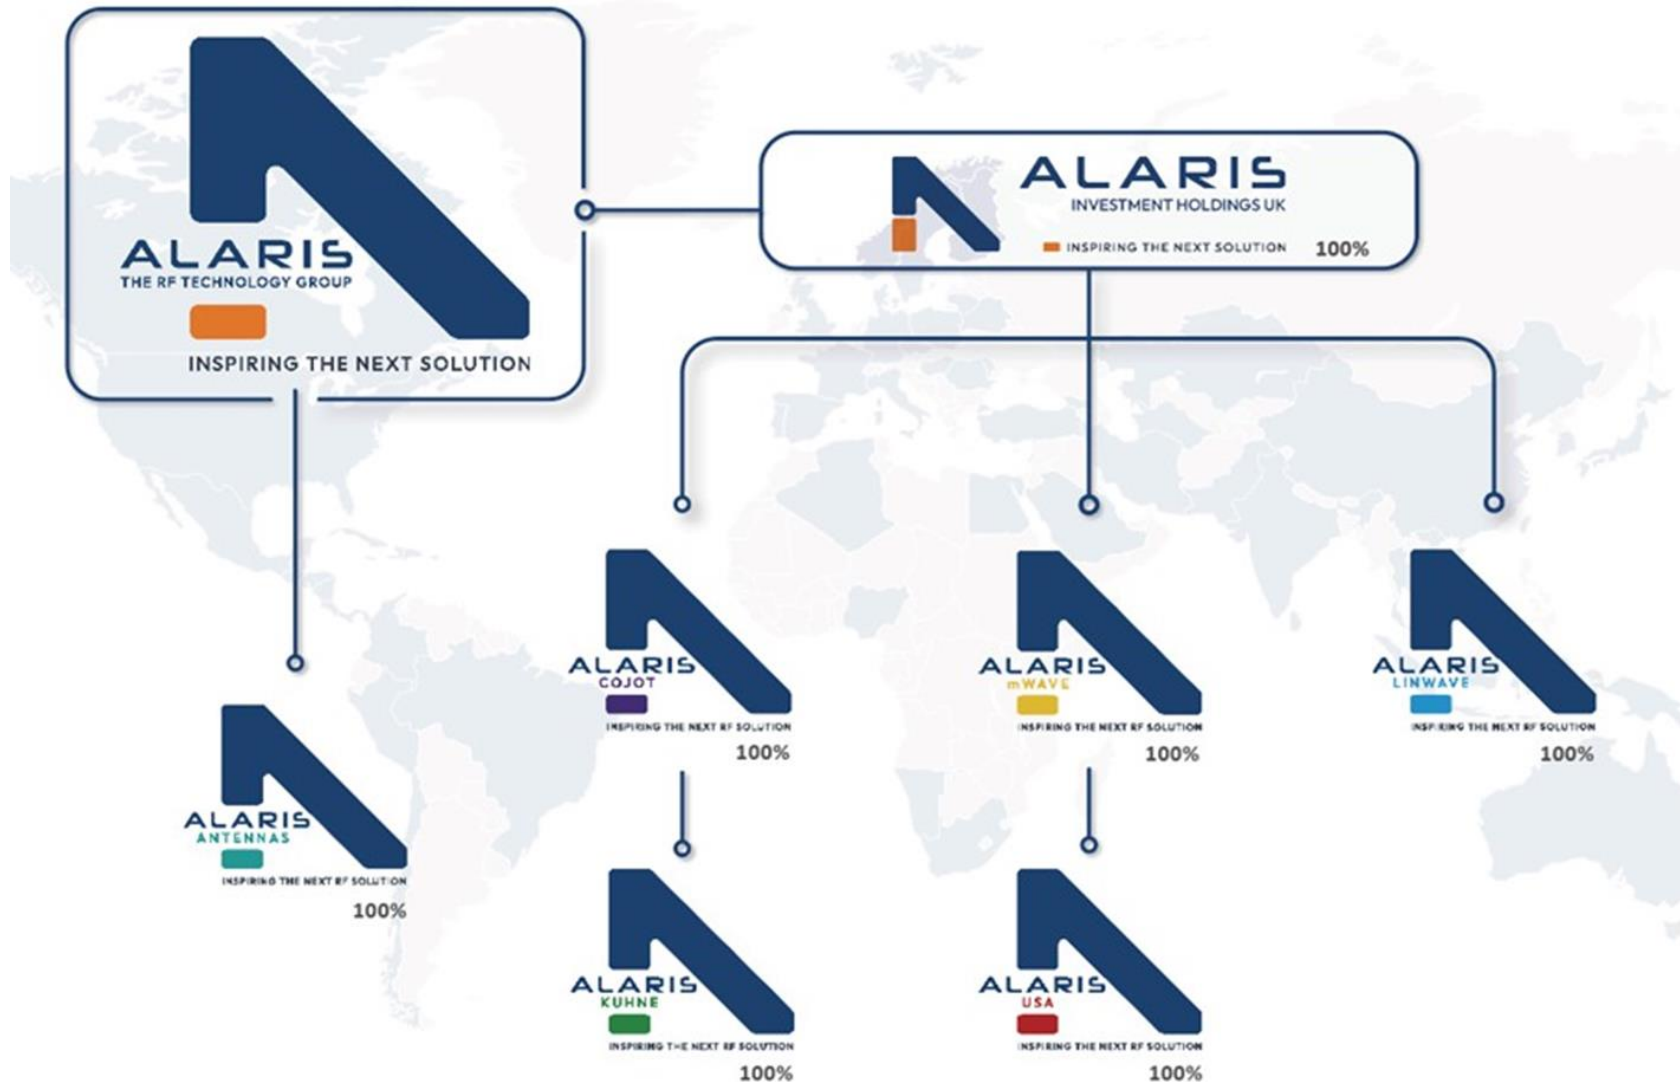 ALARIS
THE RF TECHNOLOGY GROUP
INSPIRING THE NEXT SOLUTION
ALARIS
INVESTMENT HOLDINGS UK
INSPIRING THE NEXT SOLUTION 100%
ALARIS
COJOT
INSPIRING THE NEXT RF SOLUTION
100%
ALARIS
mWAVE
INSPIRING THE NEXT RF SOLUTION
100%
ALARIS
LINWAVE
INSPIRING THE NEXT RF SOLUTION
100%
ALARIS
ANTENNAS
INSPIRING THE NEXT RF SOLUTION
100%
ALARIS
KUHNE
INSPIRING THE NEXT RF SOLUTION
100%
ALARIS
USA
INSPIRING THE NEXT RF SOLUTION
100%